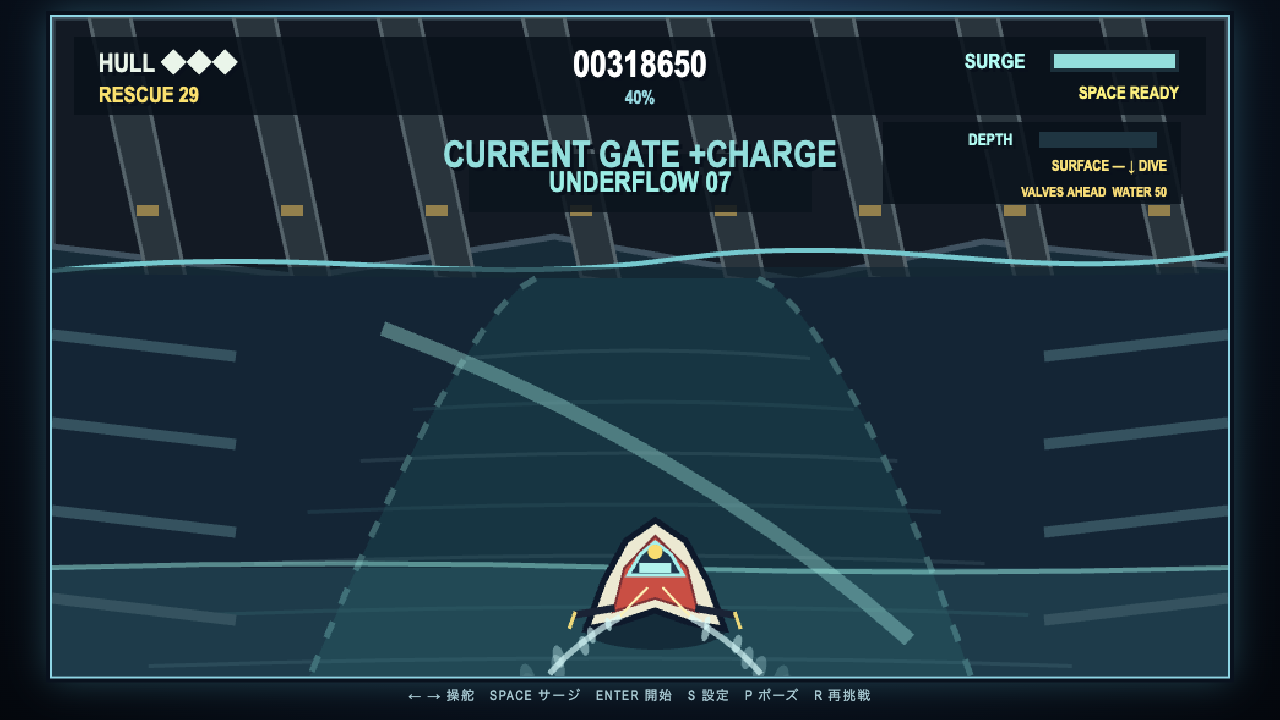 HULL
RESCUE 29
00318650
40%
SURGE
SPACE READY
DEPTH
SURFACE — ↓ DIVE
VALVES AHEAD WATER 50
CURRENT GATE +CHARGE
UNDERFLOW 07
← → 操舵 SPACE サージ ENTER 開始 S 設定 P ポーズ R 再挑戦